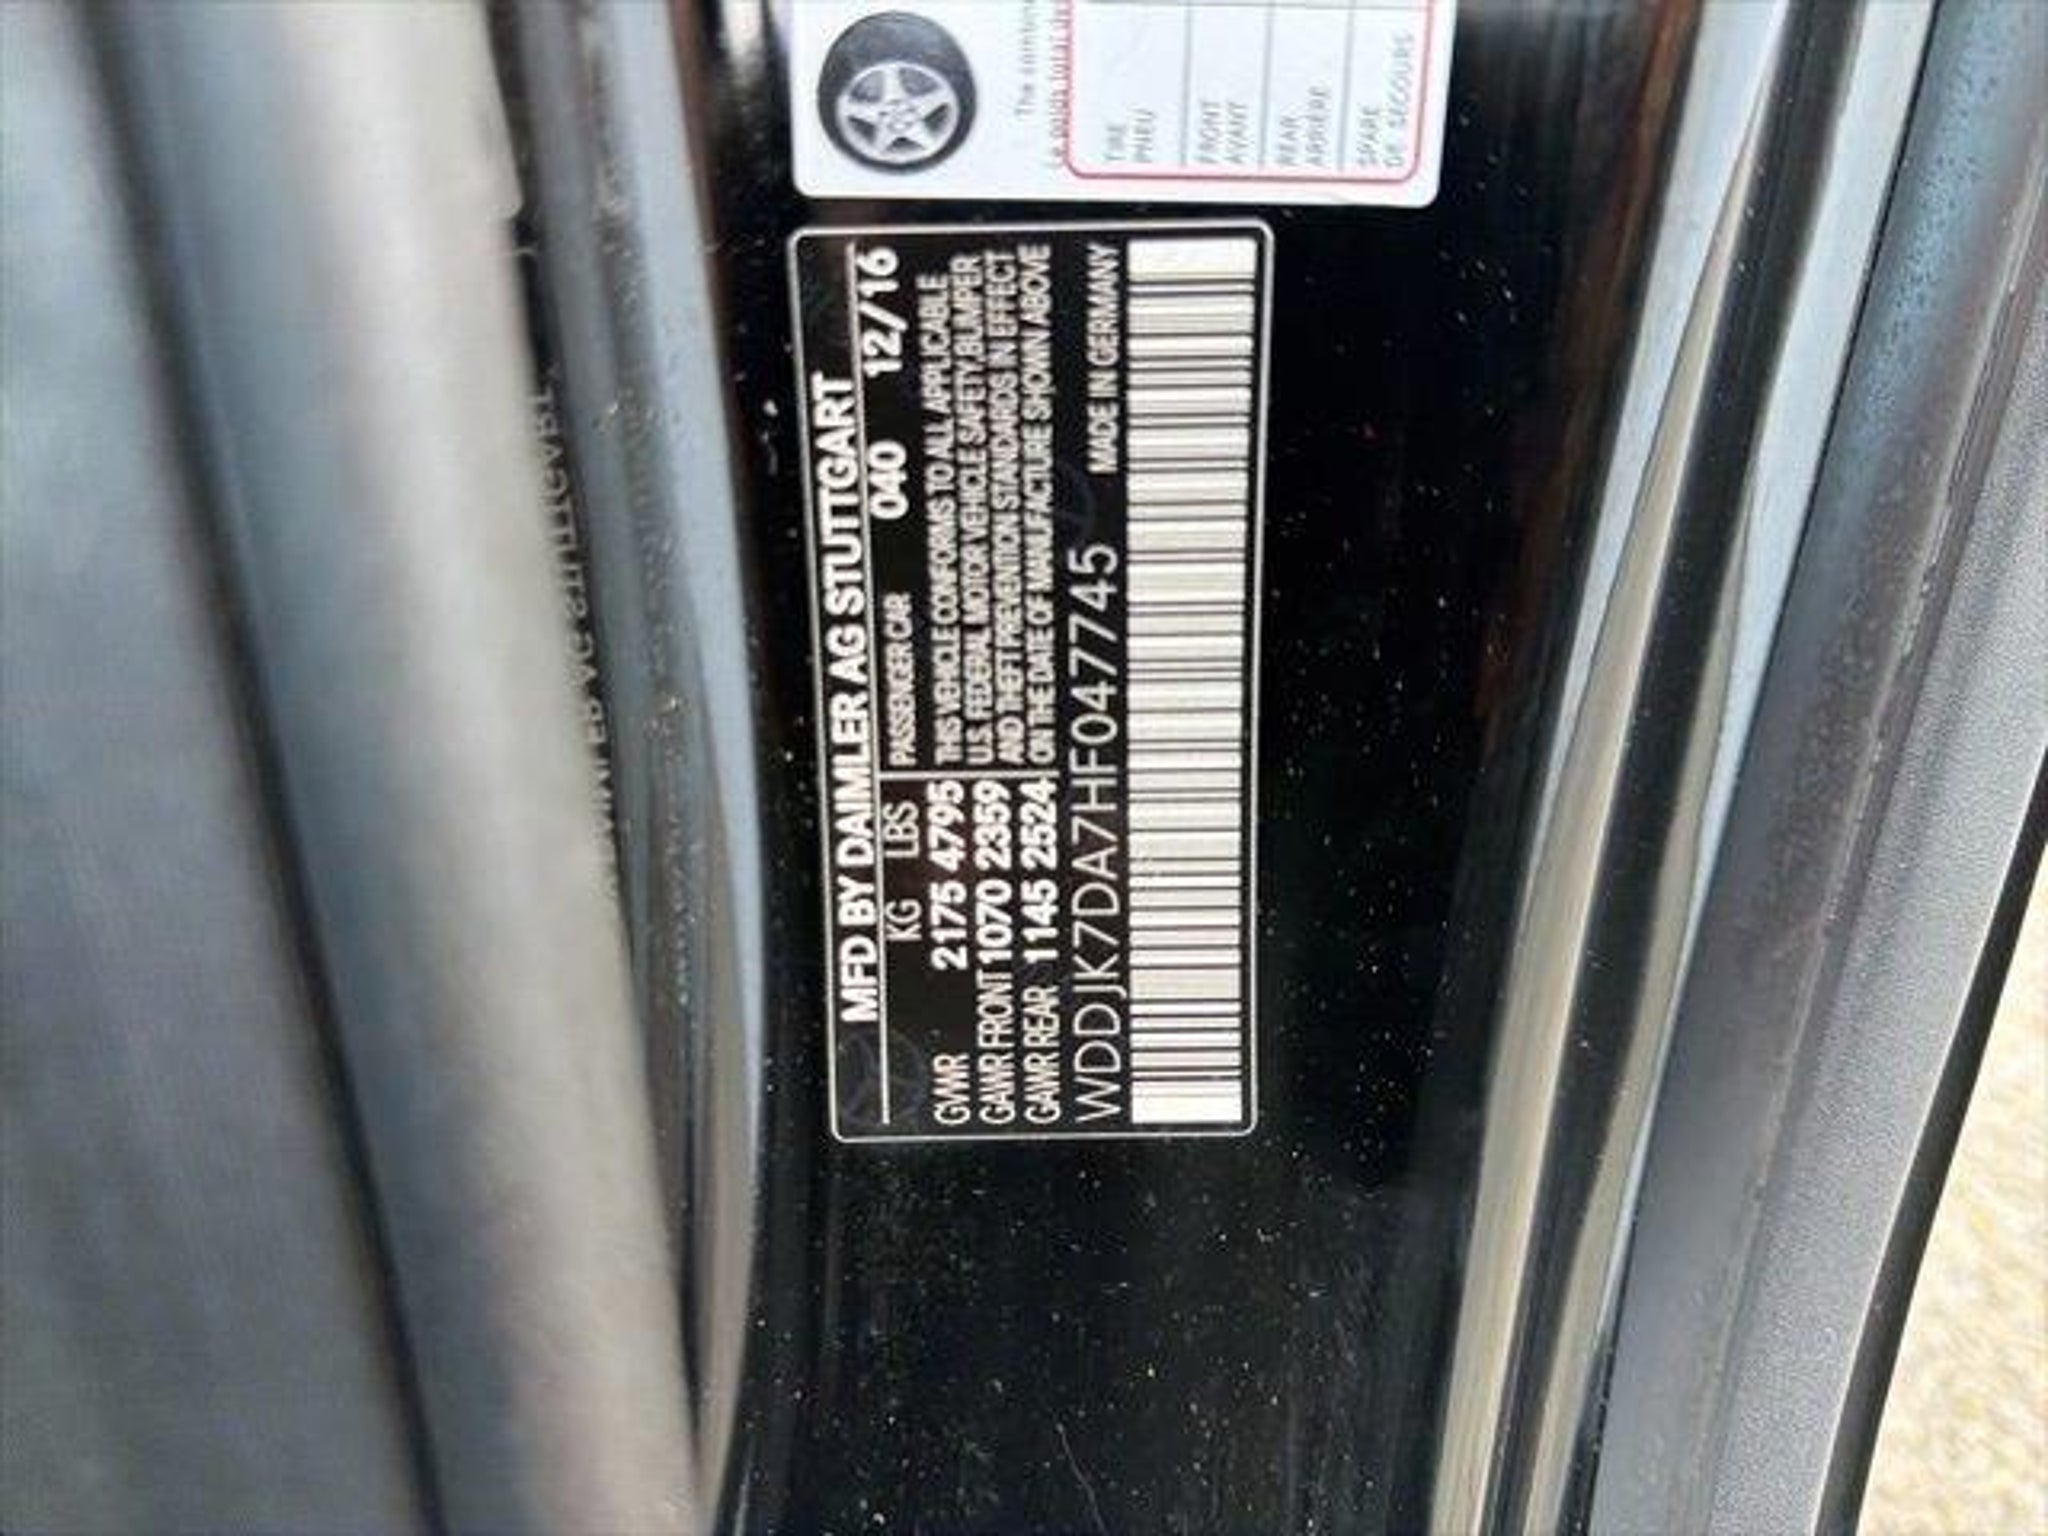 MFD BY DAIMLER AG STUTTGART
KG LBS PASSENGER CAR 040 12/16
GVWR 2175 4795 THIS VEHICLE CONFORMS TO ALL APPLICABLE
GAWR FRONT 1070 2359 U.S. FEDERAL MOTOR VEHICLE SAFETY,BUMPER
GAWR REAR 1145 2524 AND THEFT PREVENTION STANDARDS IN EFFECT
ON THE DATE OF MANUFACTURE SHOWN ABOVE
WDDJK7DA7HF047745 MADE IN GERMANY
The
TIRE
PNEU
FRONT
AVANT
REAR
ARRIÈRE
SPARE
DE SECOURS